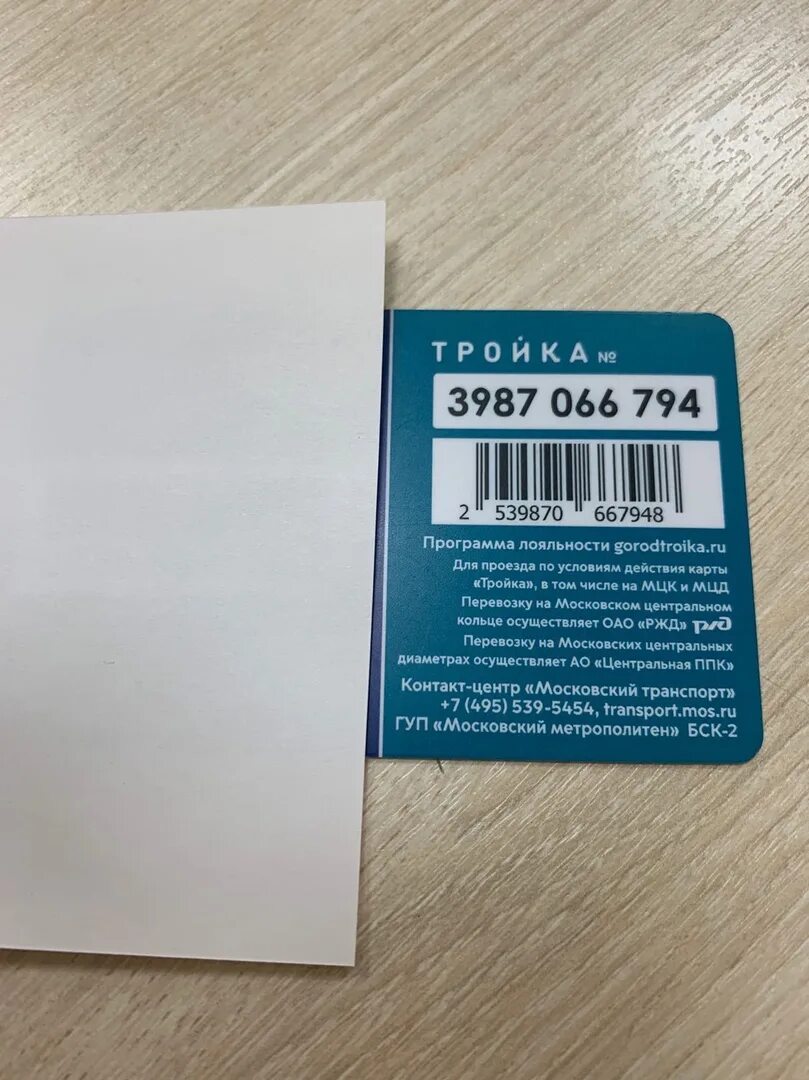 ТРОЙКА №
3987 066 794
2 539870 667948
Программа лояльности gorodtroika.ru
Для проезда по условиям действия карты
«Тройка», в том числе на МЦК и МЦД
Перевозку на Московском центральном
кольце осуществляет ОАО «РЖД» ржд
Перевозку на Московских центральных
диаметрах осуществляет АО «Центральная ППК»
Контакт-центр «Московский транспорт»
+7 (495) 539-5454, transport.mos.ru
ГУП «Московский метрополитен» БСК-2